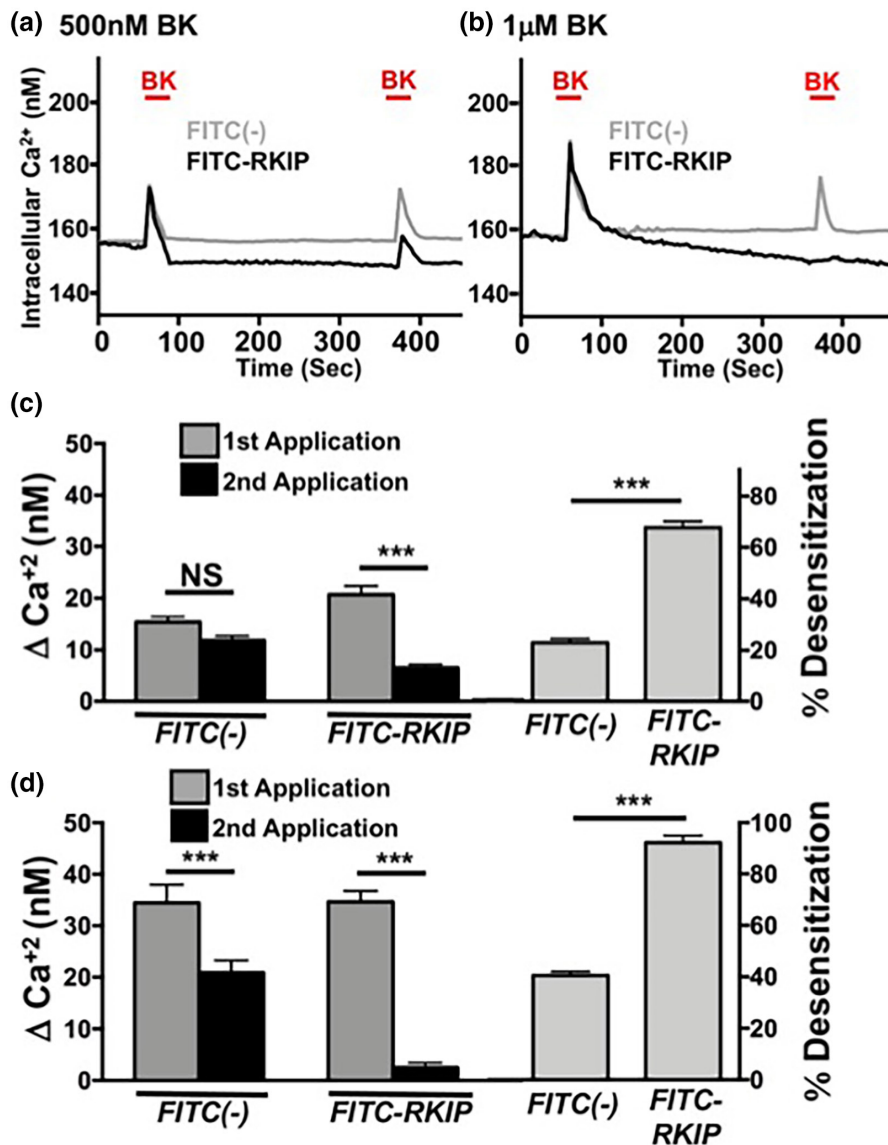 (a) 500nM BK
(b) 1µM BK
Intracellular Ca²⁺ (nM)
200
180
160
140
BK
BK
FITC(-)
FITC-RKIP
0
100
200
300
400
Time (Sec)
200
180
160
140
BK
BK
FITC(-)
FITC-RKIP
0
100
200
300
400
Time (Sec)
(c)
1st Application
2nd Application
Δ Ca⁺² (nM)
50
40
30
20
10
0
NS
***
***
80
60
40
20
0
% Desensitization
FITC(-)
FITC-RKIP
FITC(-)
FITC-
RKIP
(d)
1st Application
2nd Application
Δ Ca⁺² (nM)
50
40
30
20
10
0
***
***
***
100
80
60
40
20
0
% Desensitization
FITC(-)
FITC-RKIP
FITC(-)
FITC-
RKIP